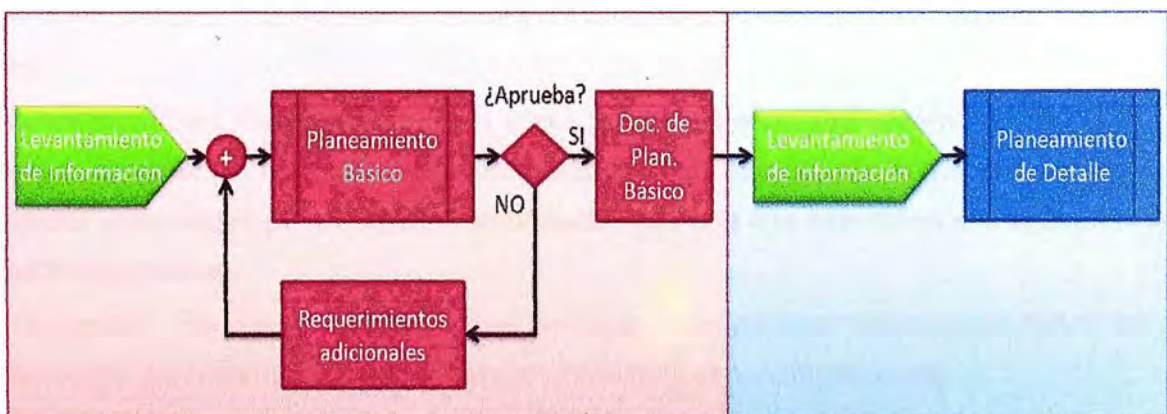 Levantamiento
de Información
+
Planeamiento
Básico
¿Aprueba?
SI
NO
Doc. de
Plan.
Básico
Requerimientos
adicionales
Levantamiento
de Información
Planeamiento
de Detalle